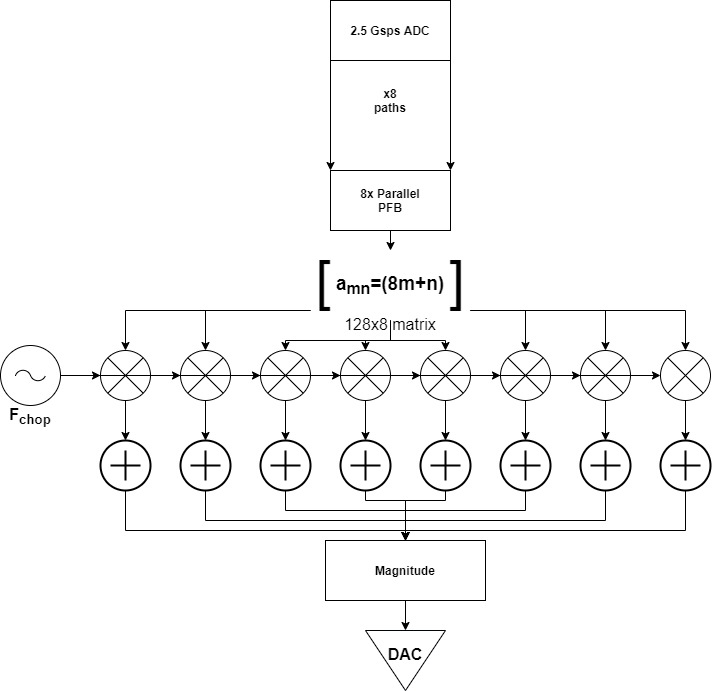 2.5 Gsps ADC
x8
paths
8x Parallel
PFB
[ aₘₙ=(8m+n) ]
128x8 matrix
Fchop
Magnitude
DAC